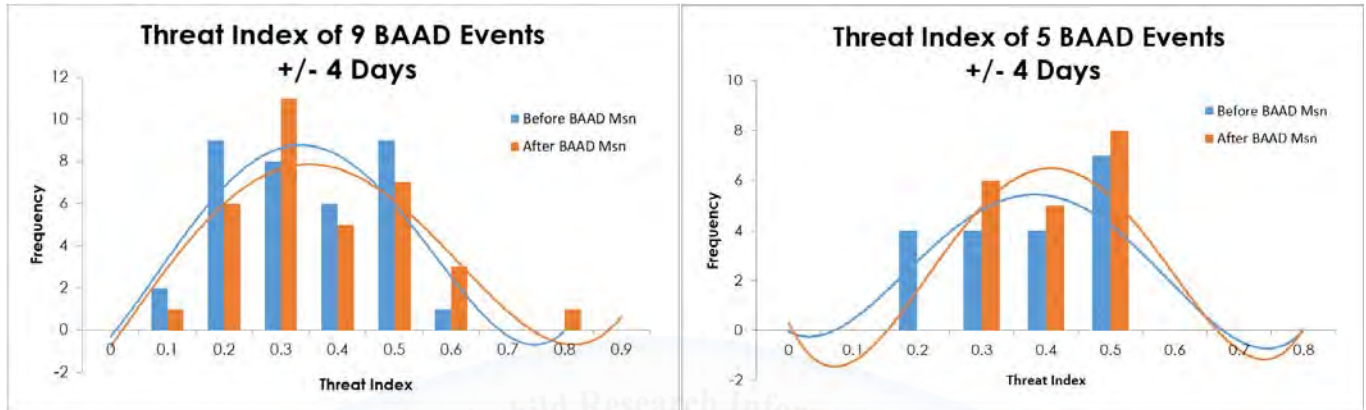 Threat Index of 9 BAAD Events
+/- 4 Days
12
10
8
6
4
2
0
-2
Frequency
Before BAAD Msn
After BAAD Msn
0 0.1 0.2 0.3 0.4 0.5 0.6 0.7 0.8 0.9
Threat Index
Threat Index of 5 BAAD Events
+/- 4 Days
10
8
6
4
2
0
-2
Frequency
Before BAAD Msn
After BAAD Msn
0 0.1 0.2 0.3 0.4 0.5 0.6 0.7 0.8
Threat Index
Research